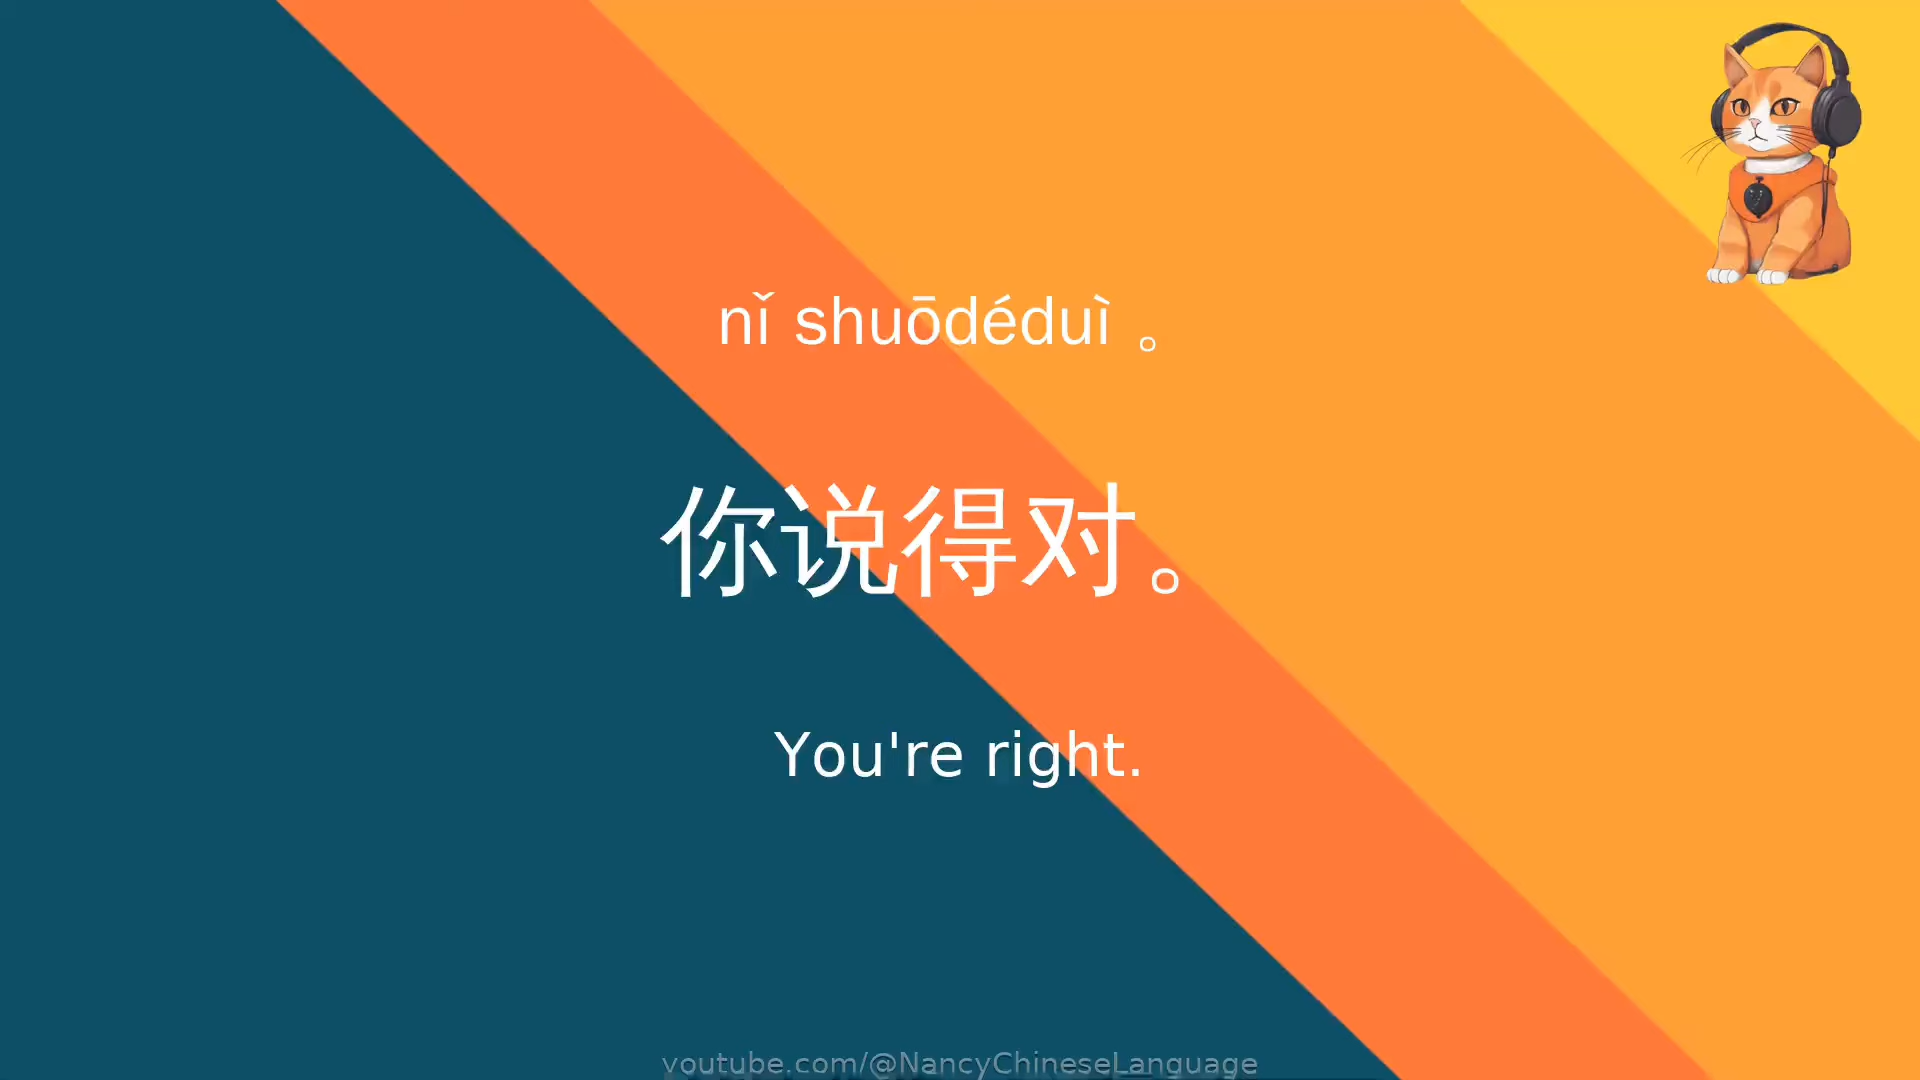 nǐ shuōdéduì 。
你说得对。
You're right.
youtube.com/@NancyChineseLanguage